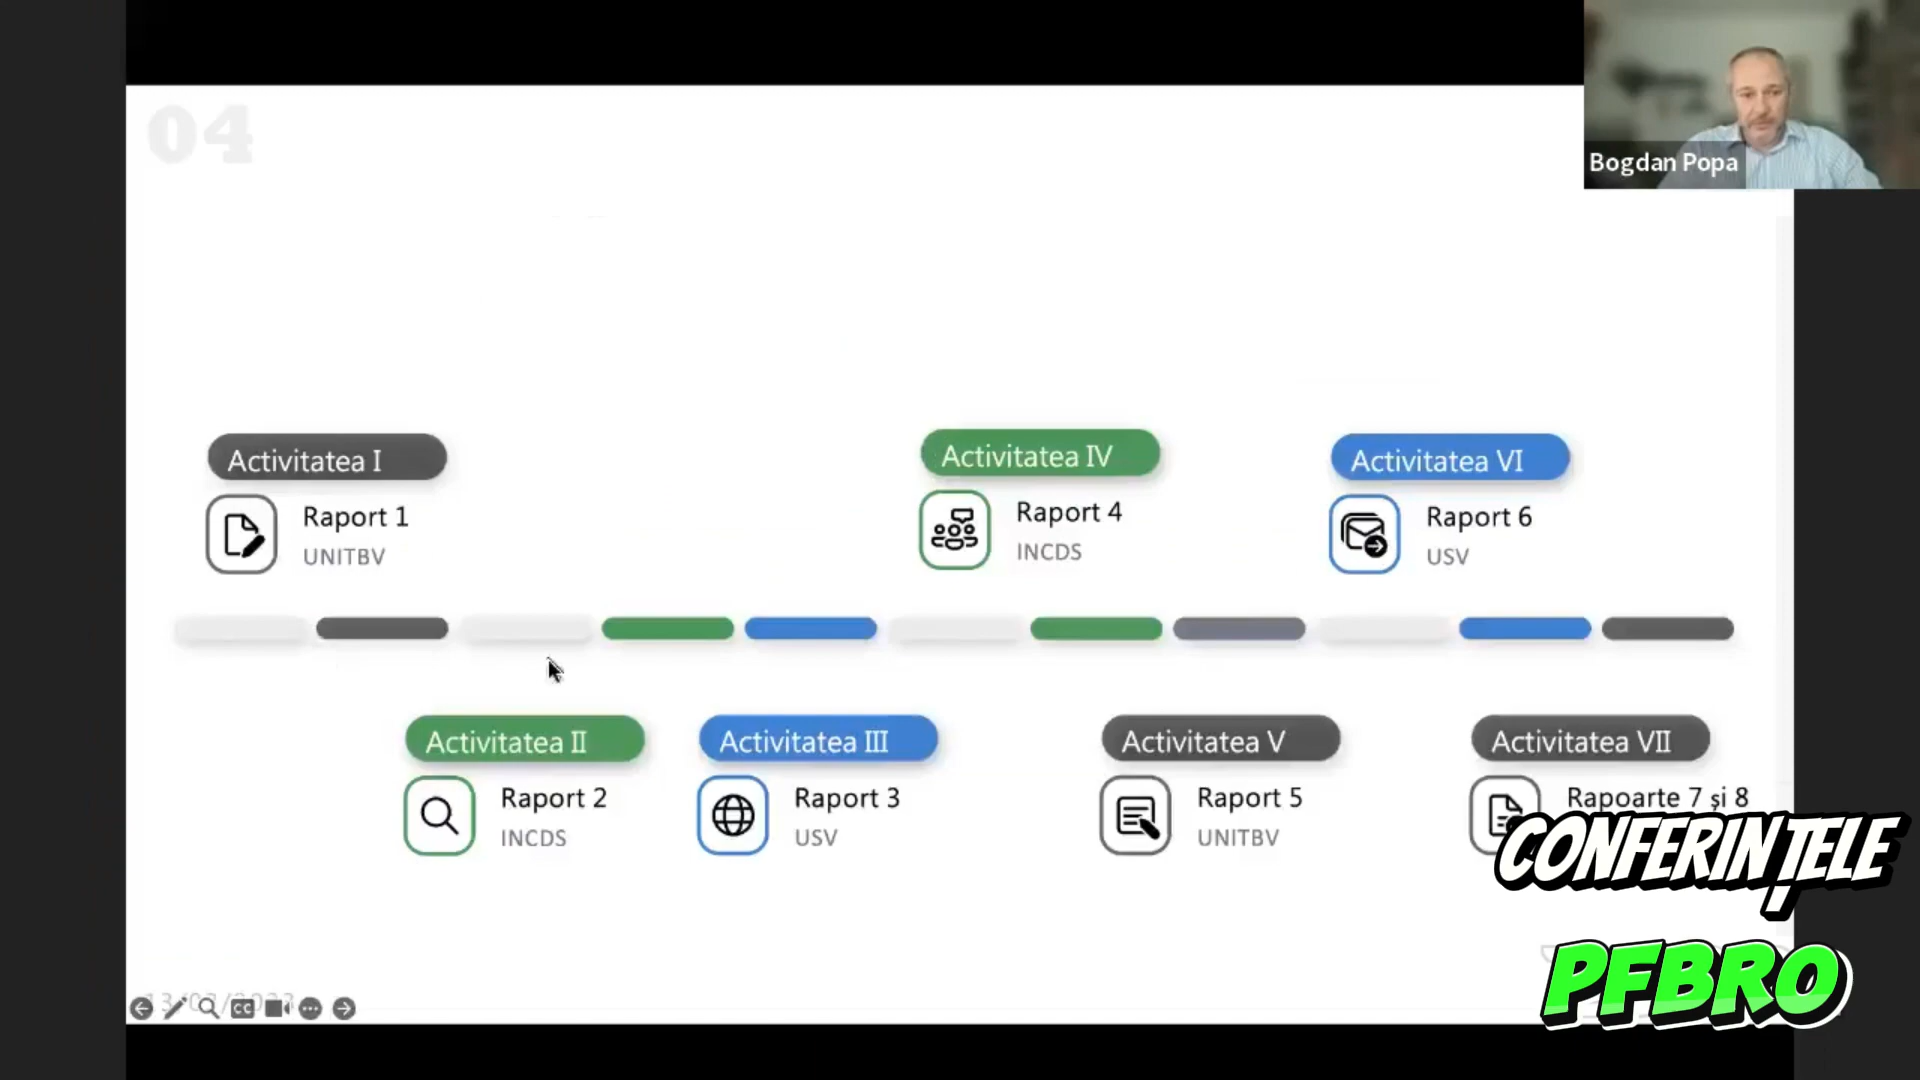 04
Bogdan Popa
Activitatea I
Raport 1
UNITBV
Activitatea IV
Raport 4
INCDS
Activitatea VI
Raport 6
USV
Activitatea II
Raport 2
INCDS
Activitatea III
Raport 3
USV
Activitatea V
Raport 5
UNITBV
Activitatea VII
Rapoarte 7 și 8
CONFERINȚELE
PFBRO
CC